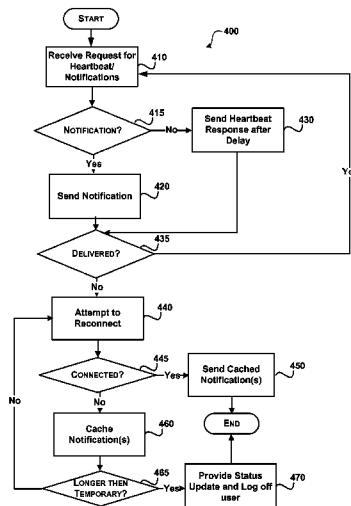 START
400
Receive Request for
Heartbeat/
Notifications
410
NOTIFICATION?
415
No
Send Heartbeat
Response after
Delay
430
Yes
Send Notification
420
DELIVERED?
435
No
Attempt to
Reconnect
440
CONNECTED?
445
Yes
Send Cached
Notification(s)
450
No
No
Cache
Notification(s)
460
END
LONGER THEN
TEMPORARY?
465
Yes
Provide Status
Update and Log off
user
470